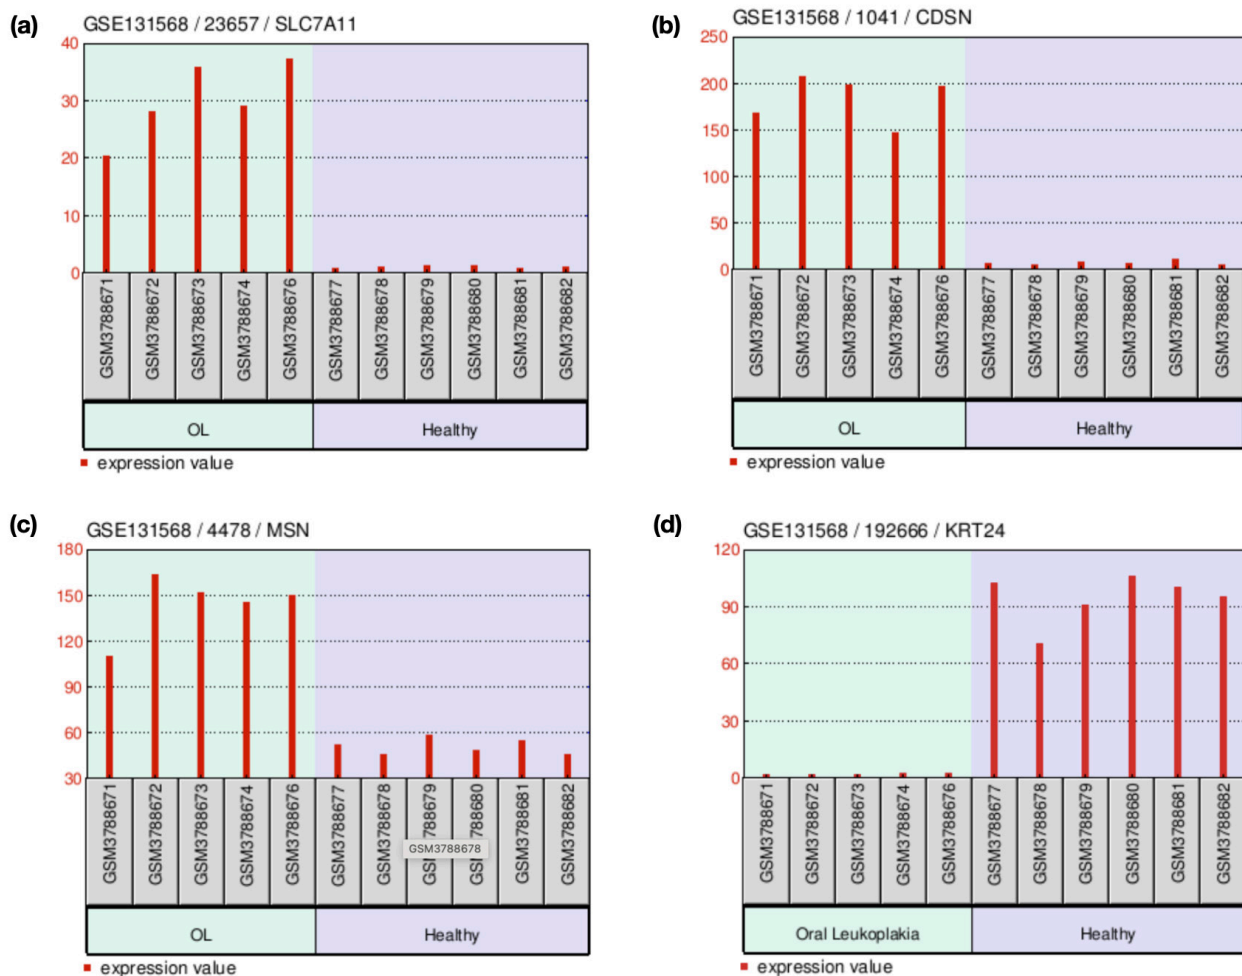 (a)
GSE131568 / 23657 / SLC7A11
40
30
20
10
0
GSM3788671
GSM3788672
GSM3788673
GSM3788674
GSM3788676
GSM3788677
GSM3788678
GSM3788679
GSM3788680
GSM3788681
GSM3788682
OL
Healthy
expression value
(b)
GSE131568 / 1041 / CDSN
250
200
150
100
50
0
GSM3788671
GSM3788672
GSM3788673
GSM3788674
GSM3788676
GSM3788677
GSM3788678
GSM3788679
GSM3788680
GSM3788681
GSM3788682
OL
Healthy
expression value
(c)
GSE131568 / 4478 / MSN
180
150
120
90
60
30
GSM3788671
GSM3788672
GSM3788673
GSM3788674
GSM3788676
GSM3788677
GSM3788678
GSM3788679
GSM3788680
GSM3788681
GSM3788682
GSM3788678
OL
Healthy
expression value
(d)
GSE131568 / 192666 / KRT24
120
90
60
30
0
GSM3788671
GSM3788672
GSM3788673
GSM3788674
GSM3788676
GSM3788677
GSM3788678
GSM3788679
GSM3788680
GSM3788681
GSM3788682
Oral Leukoplakia
Healthy
expression value